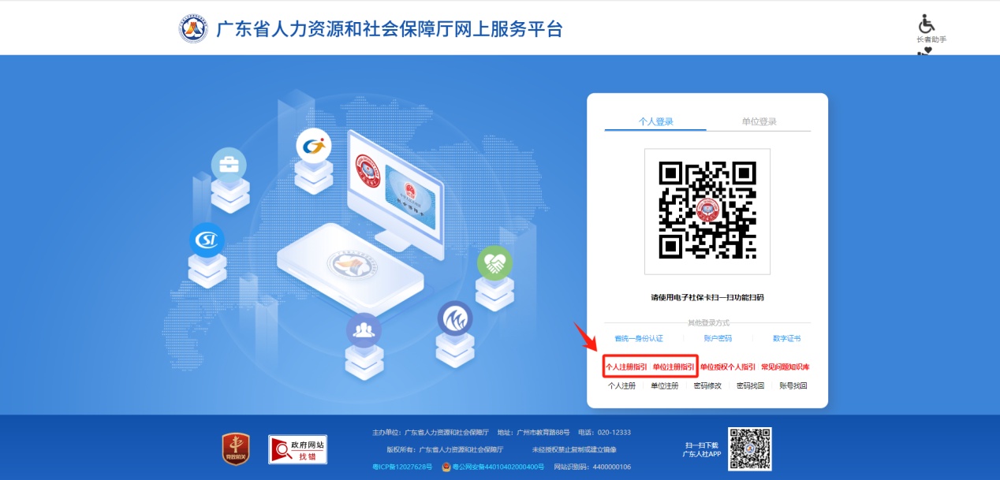 广东省人力资源和社会保障厅网上服务平台
长者助手
个人登录 单位登录
请使用电子社保卡扫一扫功能扫码
其他登录方式
省统一身份认证 账户密码 数字证书
个人注册指引 单位注册指引 单位授权个人指引 常见问题知识库
个人注册 单位注册 密码修改 密码找回 账号找回
主办单位：广东省人力资源和社会保障厅 地址：广州市教育路88号 电话：020-12333
版权所有：广东省人力资源和社会保障厅 未经授权禁止复制或建立镜像
粤ICP备12027628号 粤公网安备44010402000400号 网站识别码：4400000106
党政机关
政府网站
找错
扫一扫下载
广东人社APP